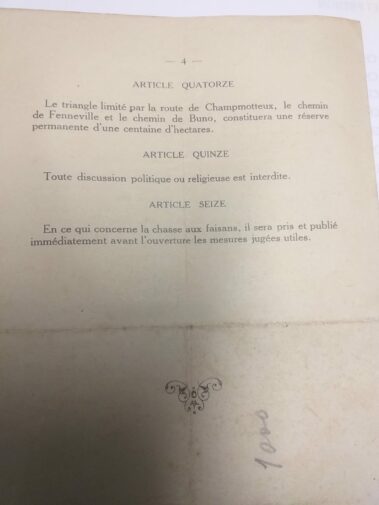 — 4 —
ARTICLE QUATORZE
Le triangle limité par la route de Champmotteux, le chemin
de Fenneville et le chemin de Buno, constituera une réserve
permanente d'une centaine d'hectares.
ARTICLE QUINZE
Toute discussion politique ou religieuse est interdite.
ARTICLE SEIZE
En ce qui concerne la chasse aux faisans, il sera pris et publié
immédiatement avant l'ouverture les mesures jugées utiles.
1000